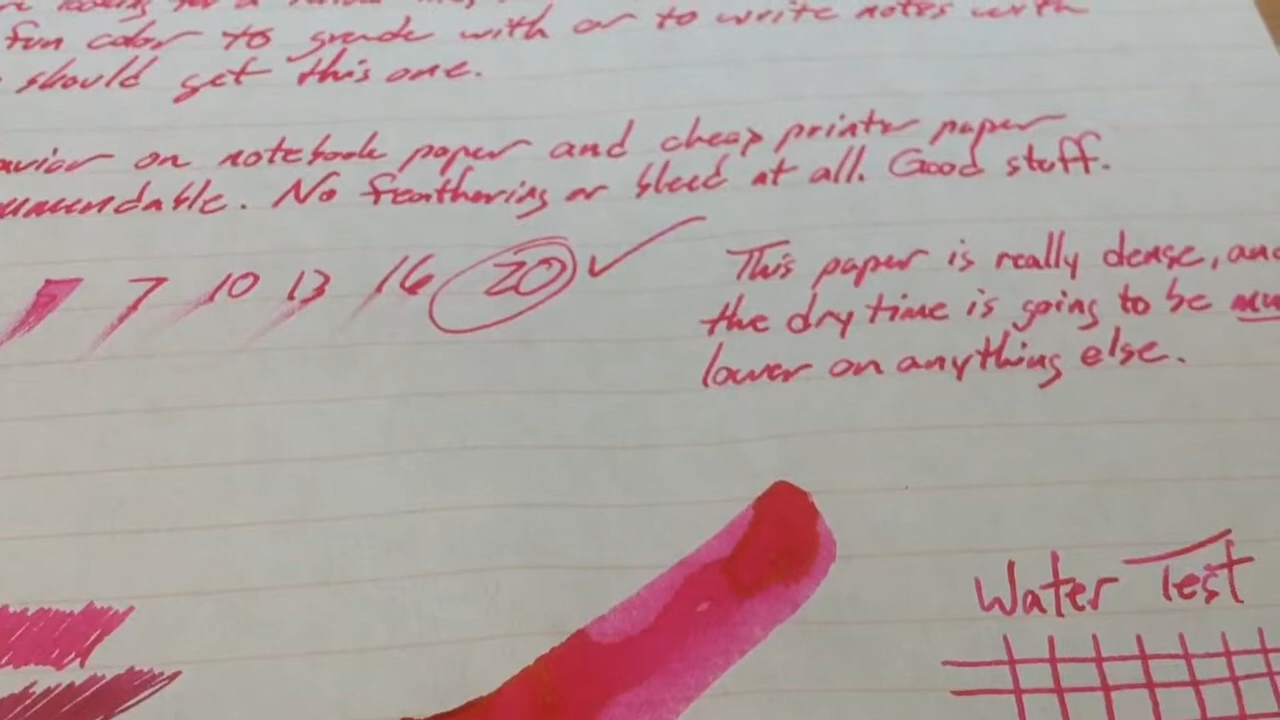 fun color to grade with or to write notes with
should get this one.
on notebook paper and cheap printer paper
No feathering or bleed at all. Good stuff.
7 10 13 16 20 ✓
This paper is really dense, and
the dry time is going to be
lower on anything else.
Water Test